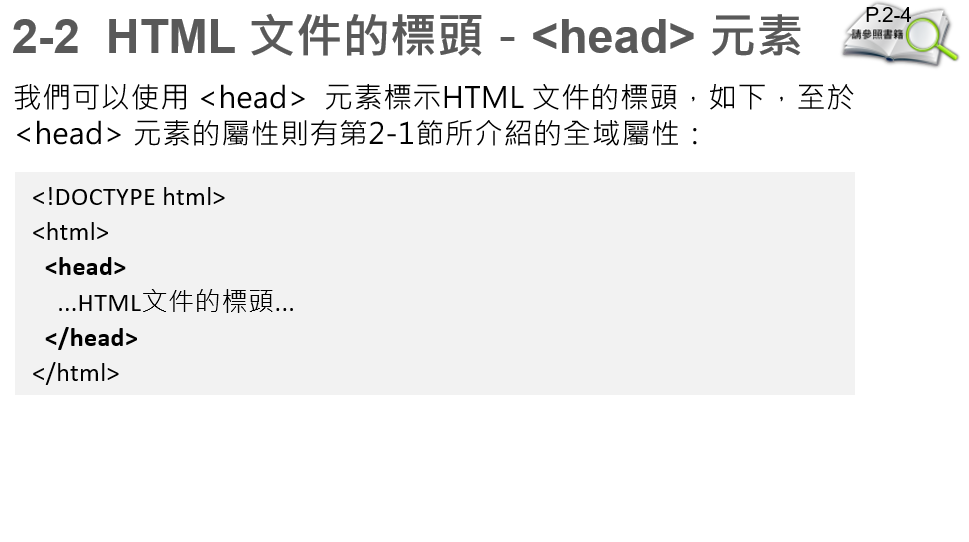 2-2 HTML 文件的標頭 - <head> 元素
P.2-4
請參照書籍
我們可以使用 <head> 元素標示HTML 文件的標頭，如下，至於
<head> 元素的屬性則有第2-1節所介紹的全域屬性：
<!DOCTYPE html>
<html>
<head>
...HTML文件的標頭...
</head>
</html>